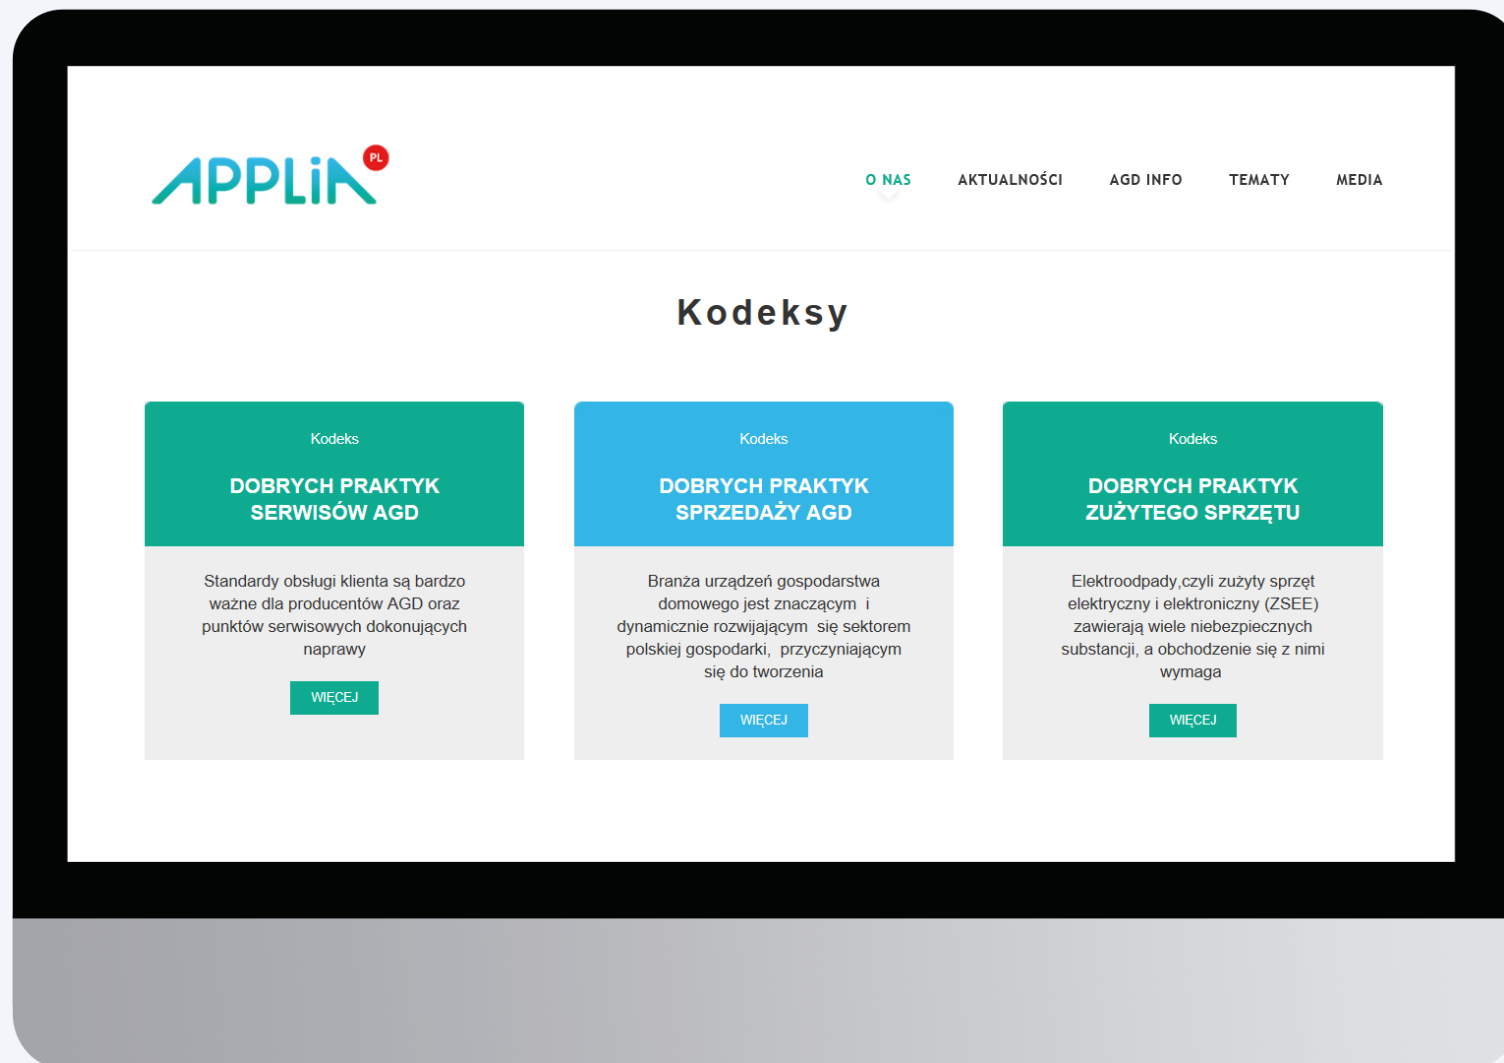 APPLiA PL
O NAS AKTUALNOŚCI AGD INFO TEMATY MEDIA
Kodeksy
Kodeks
DOBRYCH PRAKTYK
SERWISÓW AGD
Standardy obsługi klienta są bardzo
ważne dla producentów AGD oraz
punktów serwisowych dokonujących
naprawy
WIĘCEJ
Kodeks
DOBRYCH PRAKTYK
SPRZEDAŻY AGD
Branża urządzeń gospodarstwa
domowego jest znaczącym i
dynamicznie rozwijającym się sektorem
polskiej gospodarki, przyczyniającym
się do tworzenia
WIĘCEJ
Kodeks
DOBRYCH PRAKTYK
ZUŻYTEGO SPRZĘTU
Elektroodpady,czyli zużyty sprzęt
elektryczny i elektroniczny (ZSEE)
zawierają wiele niebezpiecznych
substancji, a obchodzenie się z nimi
wymaga
WIĘCEJ